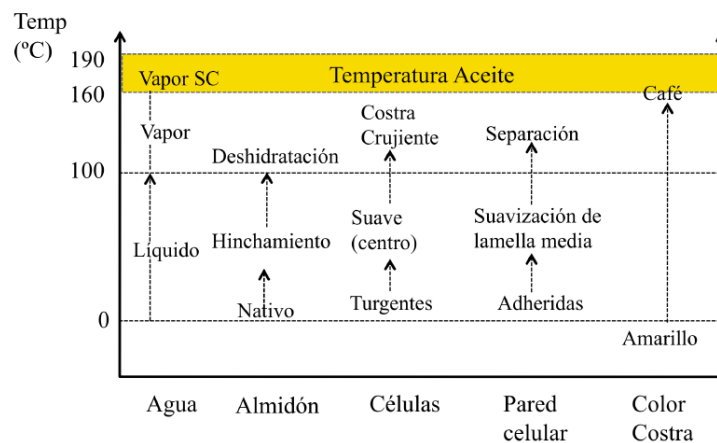 Temp
(ºC)
190
Vapor SC
Temperatura Aceite
160
Café
Vapor
Costra
Crujiente
Separación
Deshidratación
100
Líquido
Hinchamiento
Suave
(centro)
Suavización de
lamella media
Nativo
Turgentes
Adheridas
0
Amarillo
Agua
Almidón
Células
Pared
celular
Color
Costra